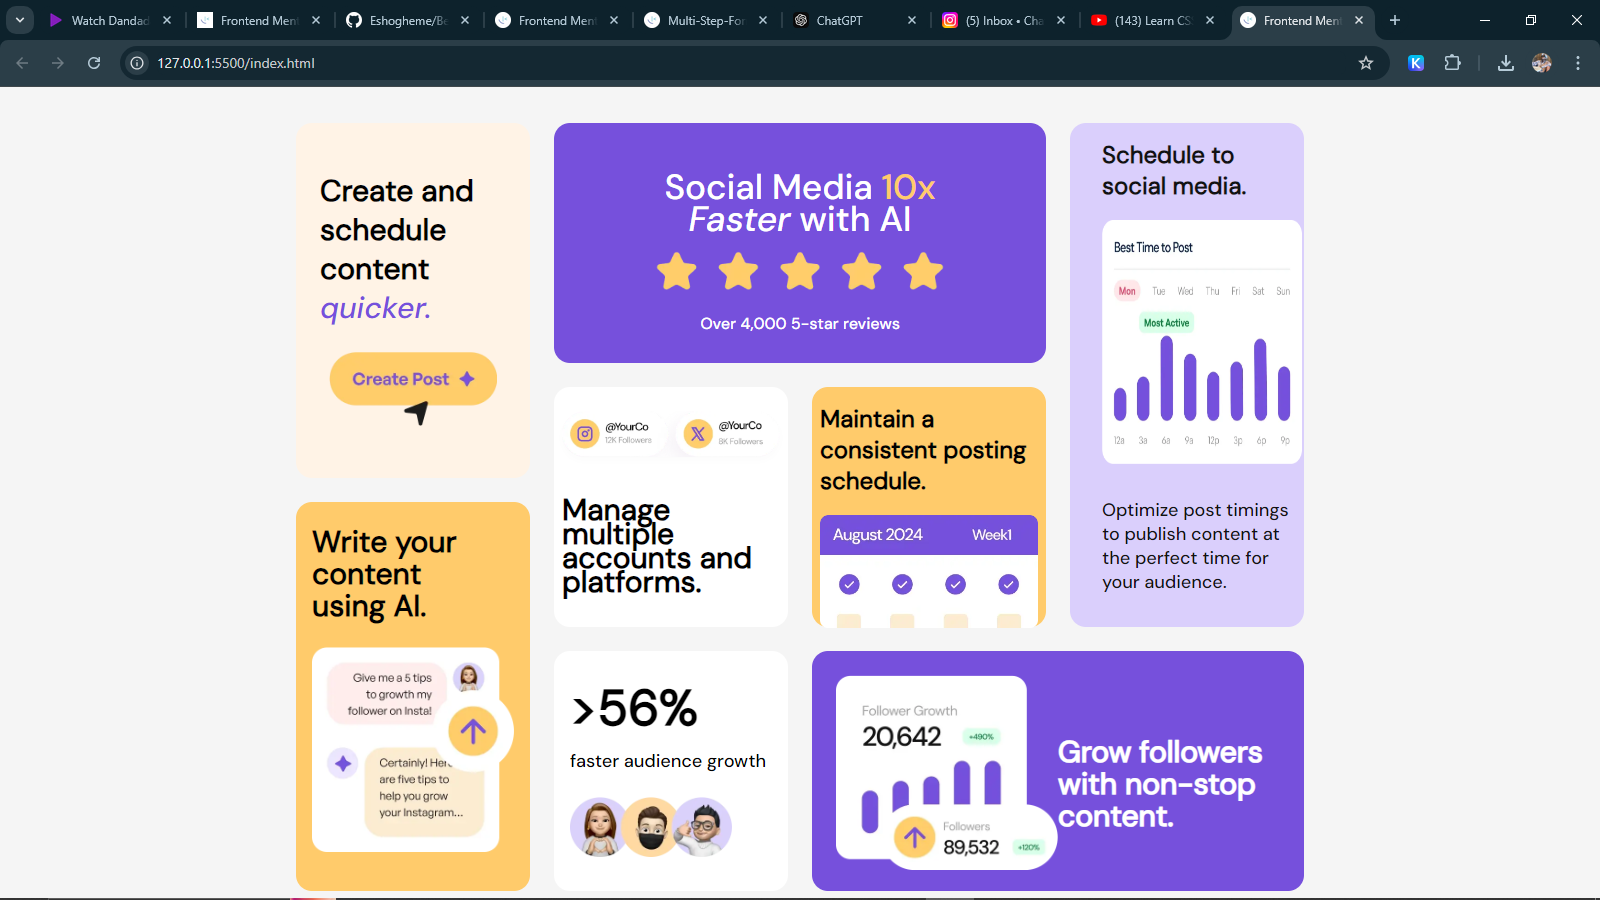 Watch Dandad
Frontend Ment
Eshogheme/Be
Frontend Ment
Multi-Step-For
ChatGPT
(5) Inbox • Cha
(143) Learn CS
Frontend Ment
127.0.0.1:5500/index.html
Create and
schedule
content
quicker.
Create Post
Social Media 10x
Faster with AI
Over 4,000 5-star reviews
Schedule to
social media.
Best Time to Post
Mon Tue Wed Thu Fri Sat Sun
Most Active
12a 3a 6a 9a 12p 3p 6p 9p
Optimize post timings
to publish content at
the perfect time for
your audience.
@YourCo
12K Followers
@YourCo
8K Followers
Manage
multiple
accounts and
platforms.
Maintain a
consistent posting
schedule.
August 2024 Week1
Write your
content
using AI.
Give me a 5 tips
to growth my
follower on Insta!
Certainly! Her
are five tips to
help you grow
your Instagram...
>56%
faster audience growth
Follower Growth
20,642 +490%
Followers
89,532 +120%
Grow followers
with non-stop
content.